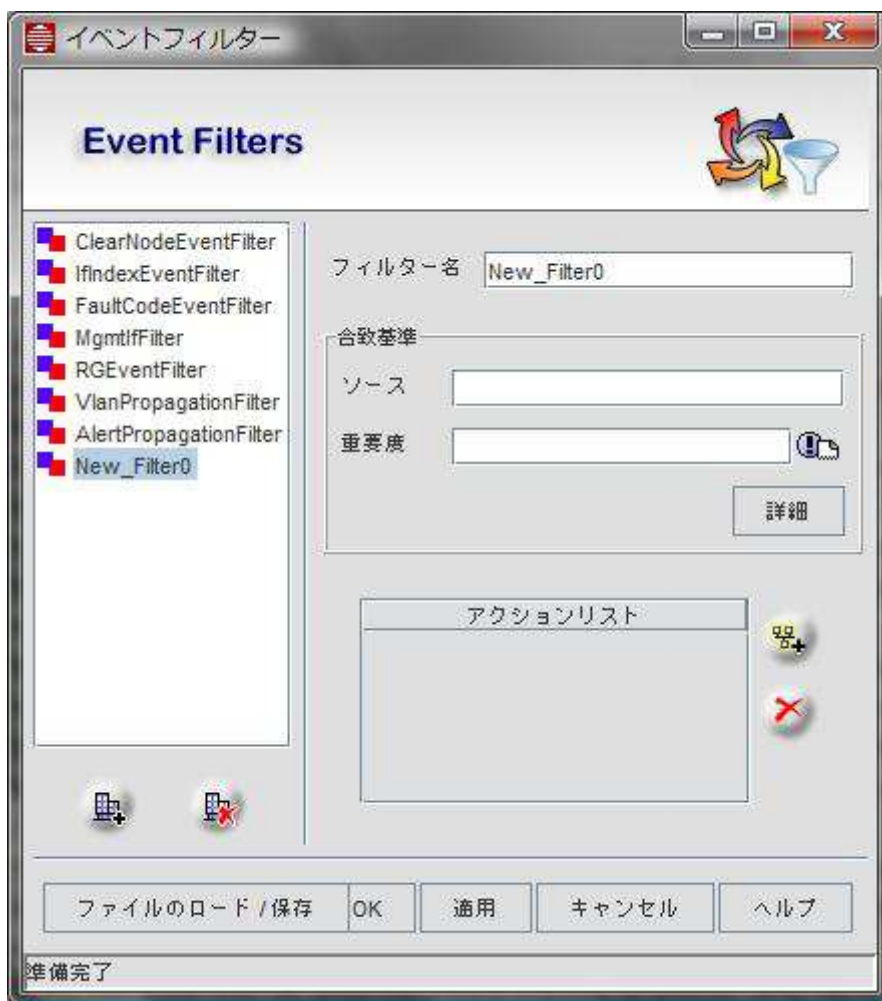 イベントフィルター
Event Filters
ClearNodeEventFilter
IfIndexEventFilter
FaultCodeEventFilter
MgmtIfFilter
RGEventFilter
VlanPropagationFilter
AlertPropagationFilter
New_Filter0
フィルター名 New_Filter0
合致基準
ソース
重要度
詳細
アクションリスト
ファイルのロード / 保存 OK 適用 キャンセル ヘルプ
準備完了